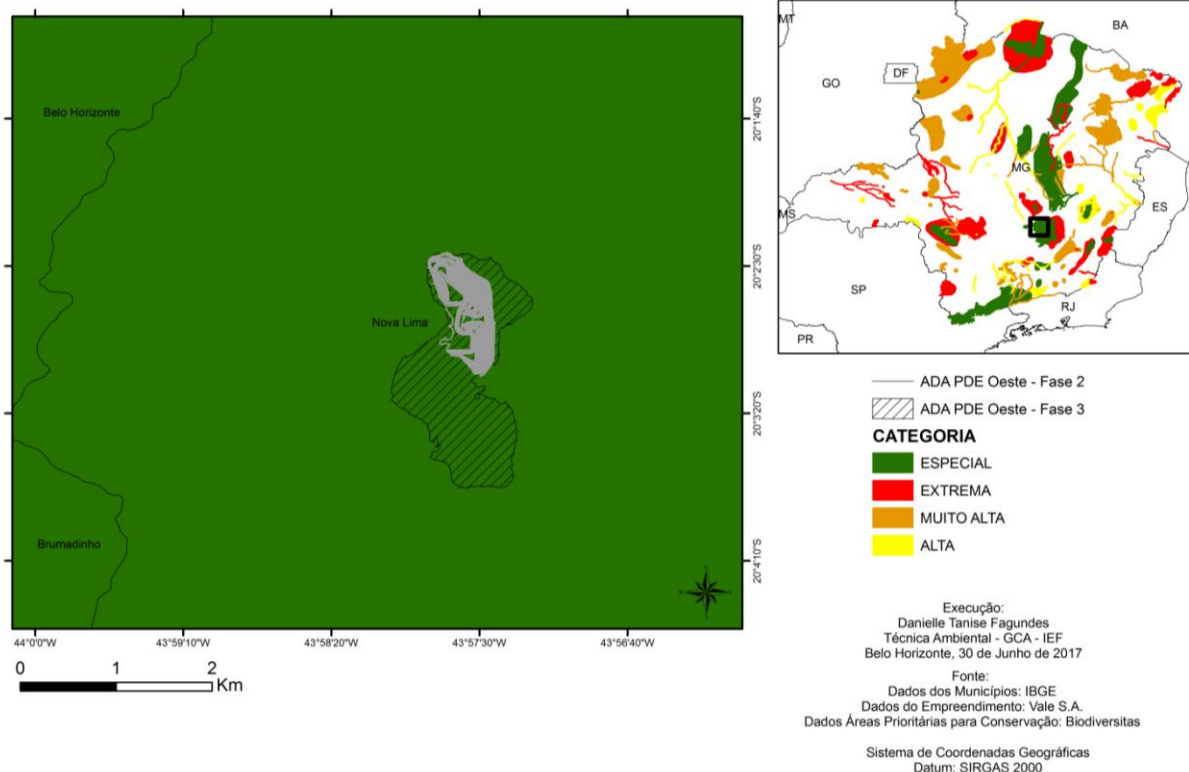 Belo Horizonte
Nova Lima
Brumadinho
20°1'40"S
20°2'30"S
20°3'20"S
20°4'10"S
44°0'0"W
43°59'10"W
43°58'20"W
43°57'30"W
43°56'40"W
0 1 2
Km
MT
BA
GO
DF
MG
MS
ES
SP
RJ
PR
ADA PDE Oeste - Fase 2
ADA PDE Oeste - Fase 3
CATEGORIA
ESPECIAL
EXTREMA
MUITO ALTA
ALTA
Execução:
Danielle Tanise Fagundes
Técnica Ambiental - GCA - IEF
Belo Horizonte, 30 de Junho de 2017
Fonte:
Dados dos Municípios: IBGE
Dados do Empreendimento: Vale S.A.
Dados Áreas Prioritárias para Conservação: Biodiversitas
Sistema de Coordenadas Geográficas
Datum: SIRGAS 2000